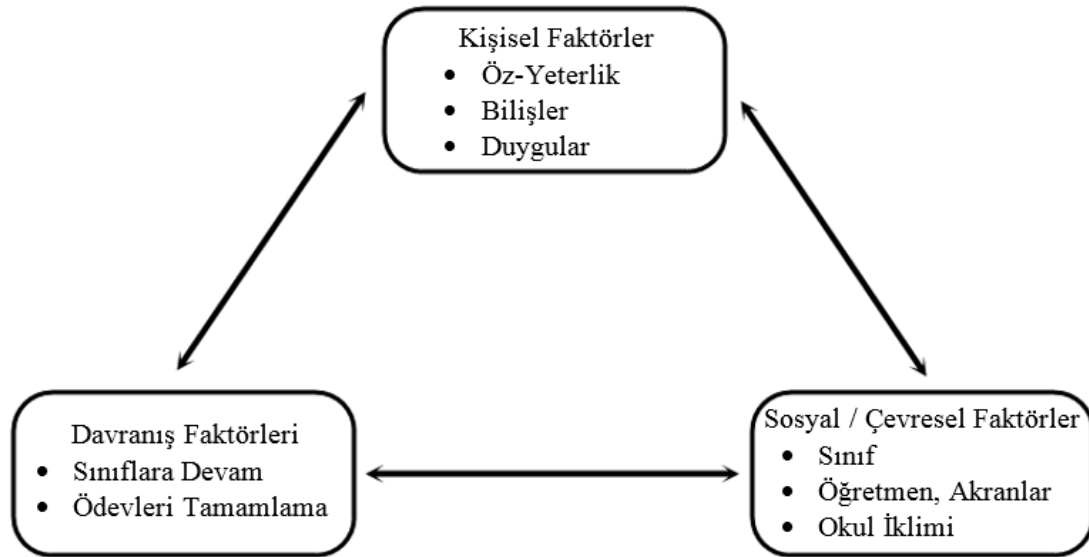 Kişisel Faktörler
• Öz-Yeterlik
• Bilişler
• Duygular
Davranış Faktörleri
• Sınıflara Devam
• Ödevleri Tamamlama
Sosyal / Çevresel Faktörler
• Sınıf
• Öğretmen, Akranlar
• Okul İklimi